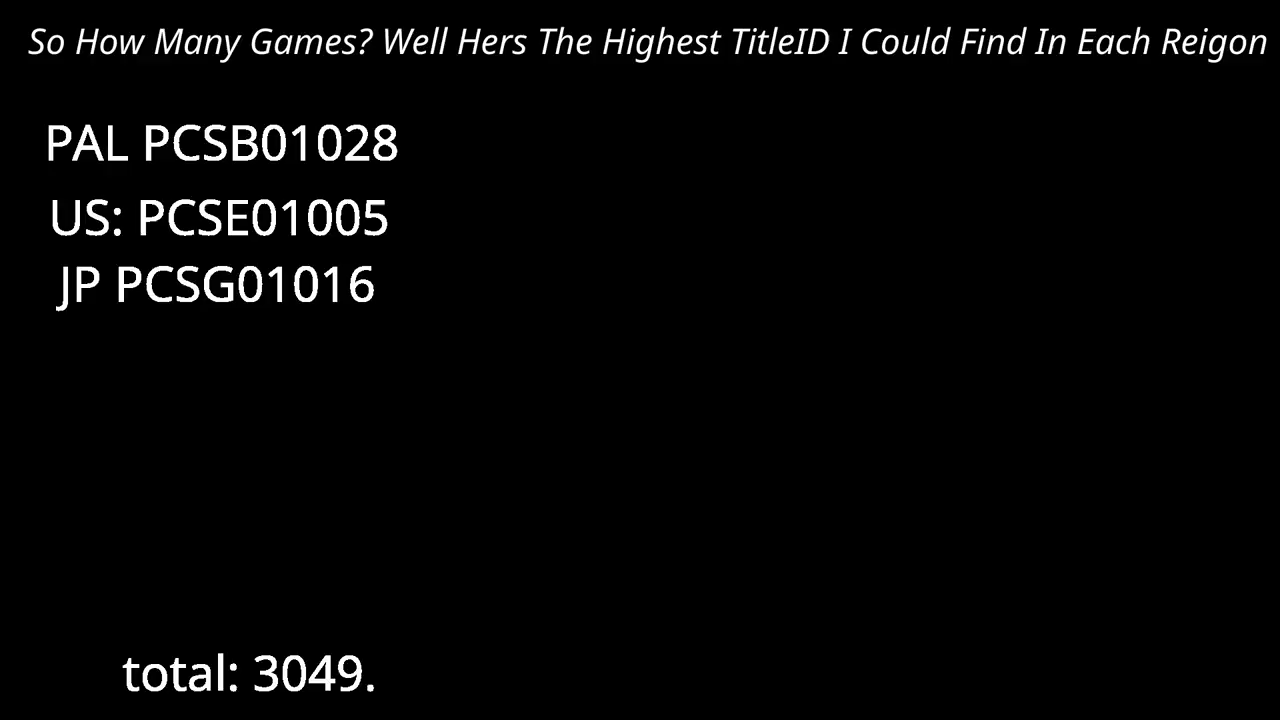 So How Many Games? Well Hers The Highest TitleID I Could Find In Each Reigon
PAL PCSB01028
US: PCSE01005
JP PCSG01016
total: 3049.